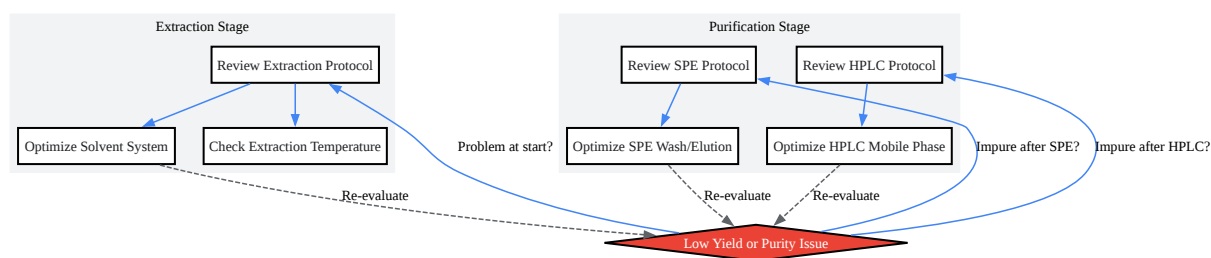 Extraction Stage
Purification Stage
Review Extraction Protocol
Review SPE Protocol
Review HPLC Protocol
Optimize Solvent System
Check Extraction Temperature
Problem at start?
Optimize SPE Wash/Elution
Optimize HPLC Mobile Phase
Impure after SPE?
Impure after HPLC?
Re-evaluate
Re-evaluate
Re-evaluate
Low Yield or Purity Issue